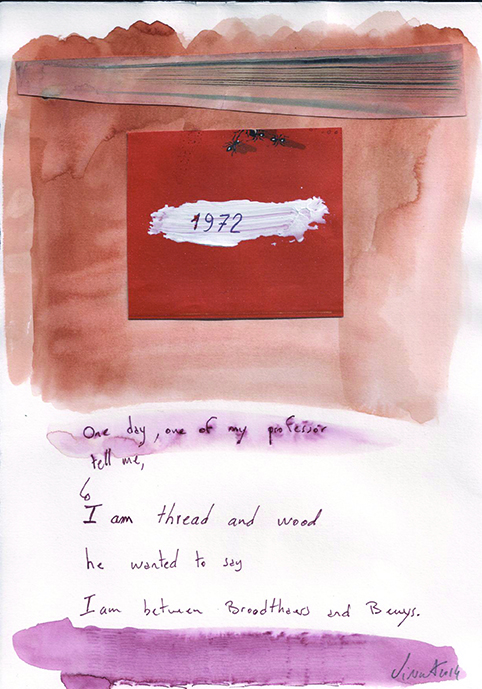 1972
One day, one of my professor
tell me,
I am thread and wood
he wanted to say
I am between Broodthaers and Beuys.